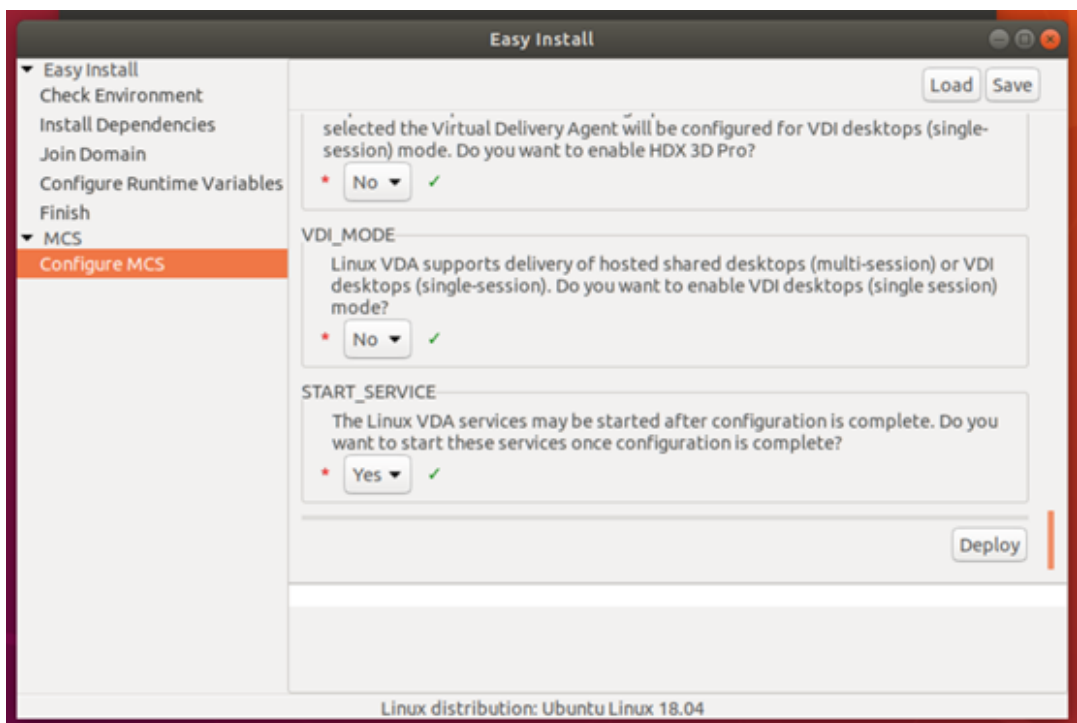 Easy Install
Easy Install
Check Environment
Install Dependencies
Join Domain
Configure Runtime Variables
Finish
MCS
Configure MCS
Load Save
selected the Virtual Delivery Agent will be configured for VDI desktops (single-
session) mode. Do you want to enable HDX 3D Pro?
* No ✓
VDI_MODE
Linux VDA supports delivery of hosted shared desktops (multi-session) or VDI
desktops (single-session). Do you want to enable VDI desktops (single session)
mode?
* No ✓
START_SERVICE
The Linux VDA services may be started after configuration is complete. Do you
want to start these services once configuration is complete?
* Yes ✓
Deploy
Linux distribution: Ubuntu Linux 18.04